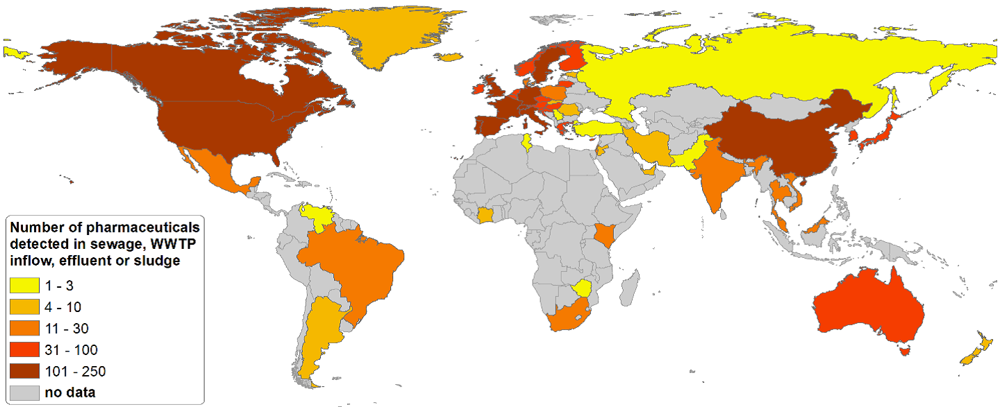 Number of pharmaceuticals
detected in sewage, WWTP
inflow, effluent or sludge
1 - 3
4 - 10
11 - 30
31 - 100
101 - 250
no data